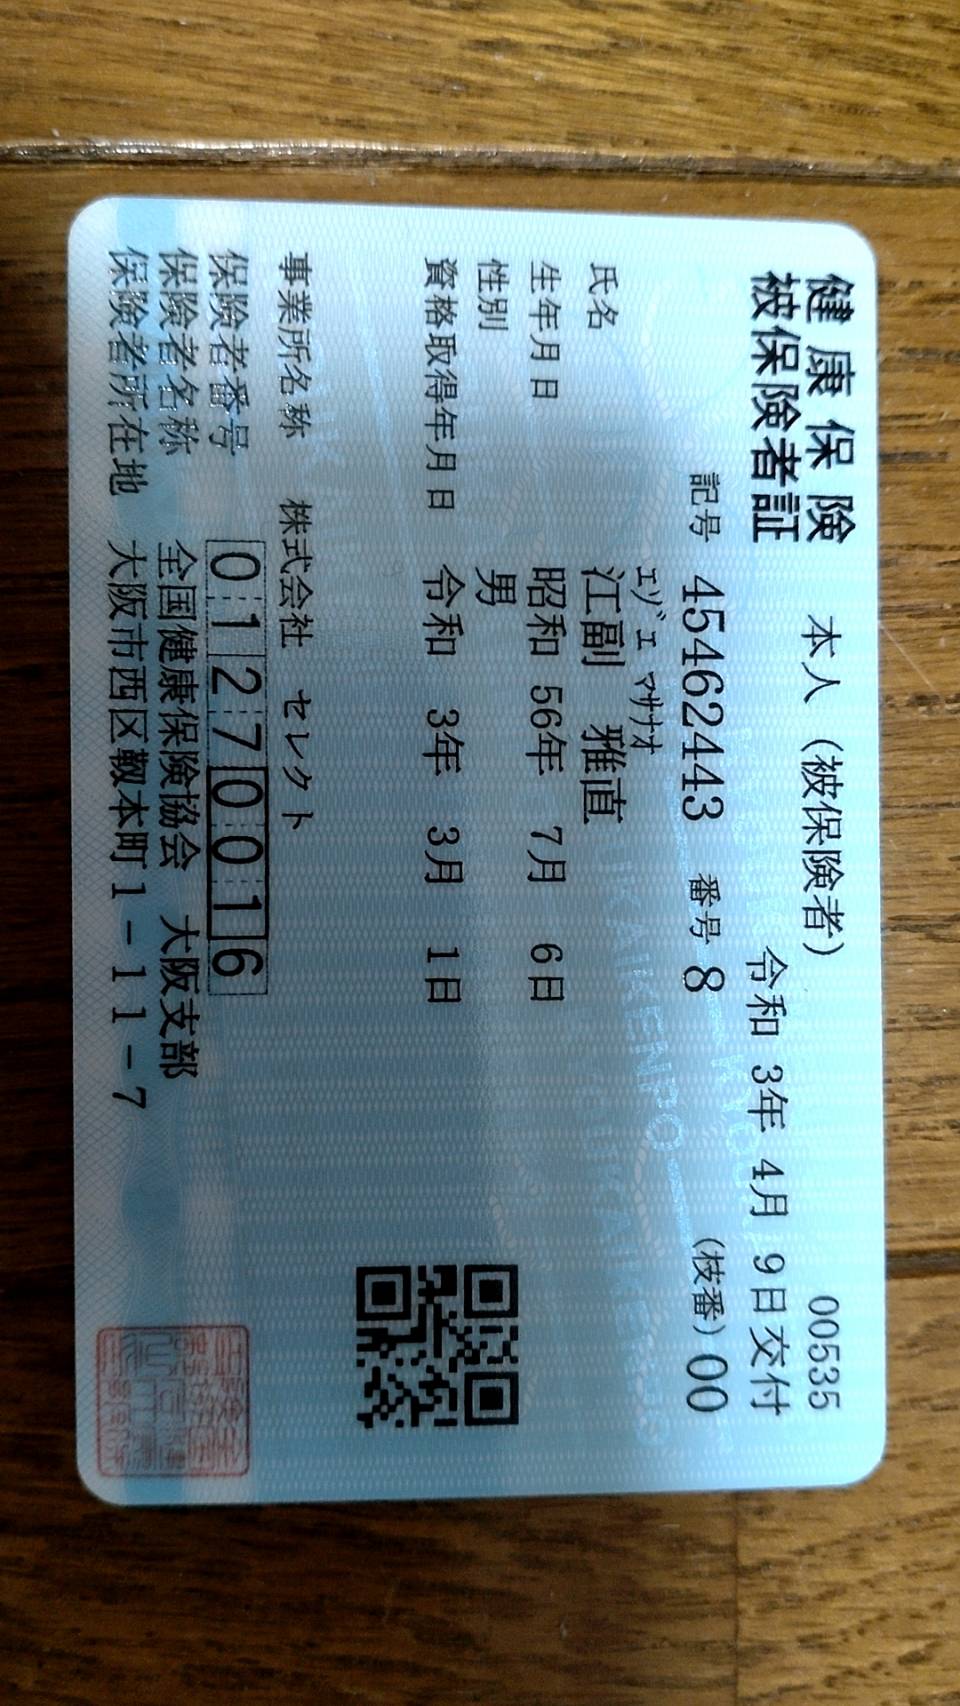 健康保険
被保険者証
本人（被保険者）
00535
令和 3年 4月 9日交付
記号 45462443 番号 8 （枝番）00
ｴｿﾞｴ ﾏｻﾅｵ
氏名 江副 雅直
生年月日 昭和 56年 7月 6日
性別 男
資格取得年月日 令和 3年 3月 1日
事業所名称 株式会社 セレクト
保険者番号 01270016
保険者名称 全国健康保険協会 大阪支部
保険者所在地 大阪市西区靱本町1－11－7